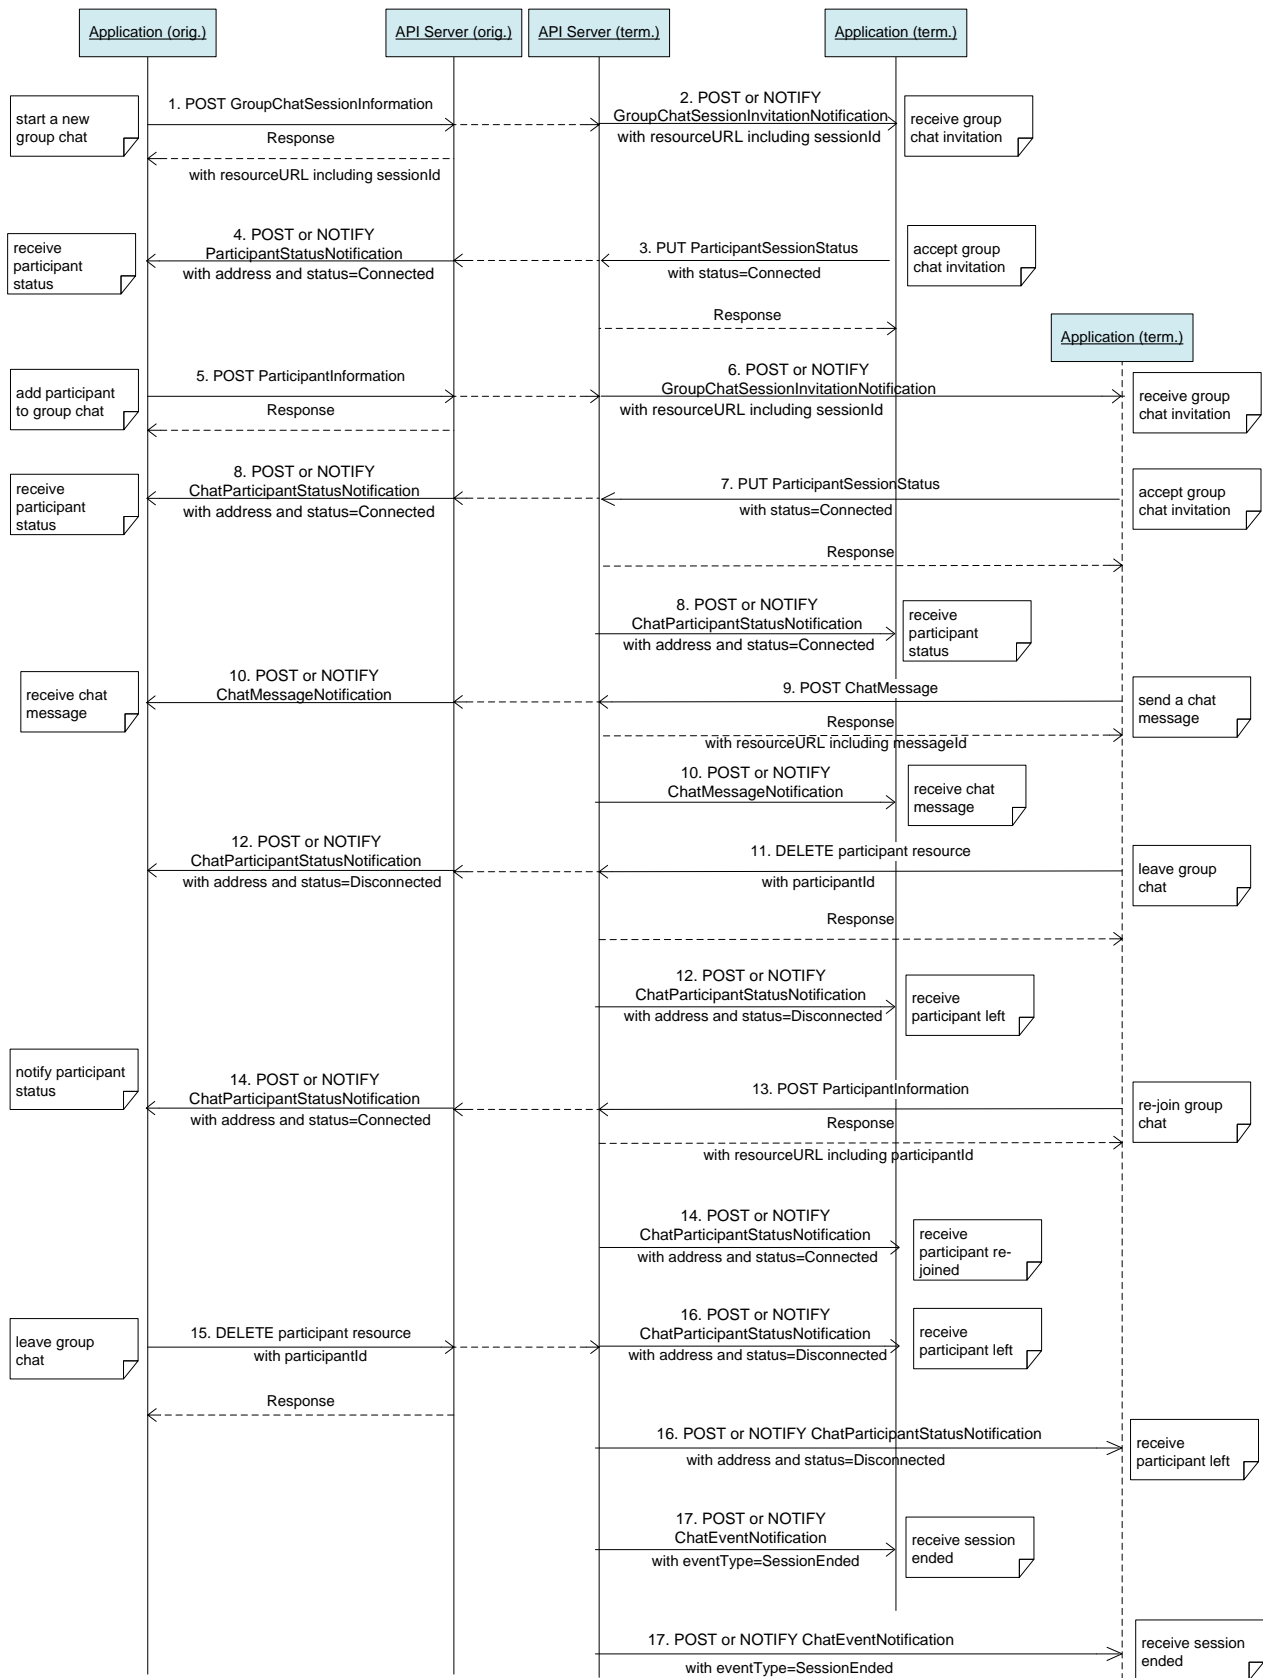 Application (orig.)
API Server (orig.)
API Server (term.)
Application (term.)
start a new
group chat
1. POST GroupChatSessionInformation
Response
with resourceURL including sessionId
2. POST or NOTIFY
GroupChatSessionInvitationNotification
with resourceURL including sessionId
receive group
chat invitation
receive
participant
status
4. POST or NOTIFY
ParticipantStatusNotification
with address and status=Connected
3. PUT ParticipantSessionStatus
with status=Connected
accept group
chat invitation
Response
Application (term.)
add participant
to group chat
5. POST ParticipantInformation
Response
6. POST or NOTIFY
GroupChatSessionInvitationNotification
with resourceURL including sessionId
receive group
chat invitation
receive
participant
status
8. POST or NOTIFY
ChatParticipantStatusNotification
with address and status=Connected
7. PUT ParticipantSessionStatus
with status=Connected
accept group
chat invitation
Response
8. POST or NOTIFY
ChatParticipantStatusNotification
with address and status=Connected
receive
participant
status
receive chat
message
10. POST or NOTIFY
ChatMessageNotification
9. POST ChatMessage
Response
with resourceURL including messageId
send a chat
message
10. POST or NOTIFY
ChatMessageNotification
receive chat
message
12. POST or NOTIFY
ChatParticipantStatusNotification
with address and status=Disconnected
11. DELETE participant resource
with participantId
leave group
chat
Response
12. POST or NOTIFY
ChatParticipantStatusNotification
with address and status=Disconnected
receive
participant left
notify participant
status
14. POST or NOTIFY
ChatParticipantStatusNotification
with address and status=Connected
13. POST ParticipantInformation
Response
with resourceURL including participantId
re-join group
chat
14. POST or NOTIFY
ChatParticipantStatusNotification
with address and status=Connected
receive
participant re-
joined
leave group
chat
15. DELETE participant resource
with participantId
Response
16. POST or NOTIFY
ChatParticipantStatusNotification
with address and status=Disconnected
receive
participant left
16. POST or NOTIFY ChatParticipantStatusNotification
with address and status=Disconnected
receive
participant left
17. POST or NOTIFY
ChatEventNotification
with eventType=SessionEnded
receive session
ended
17. POST or NOTIFY ChatEventNotification
with eventType=SessionEnded
receive session
ended